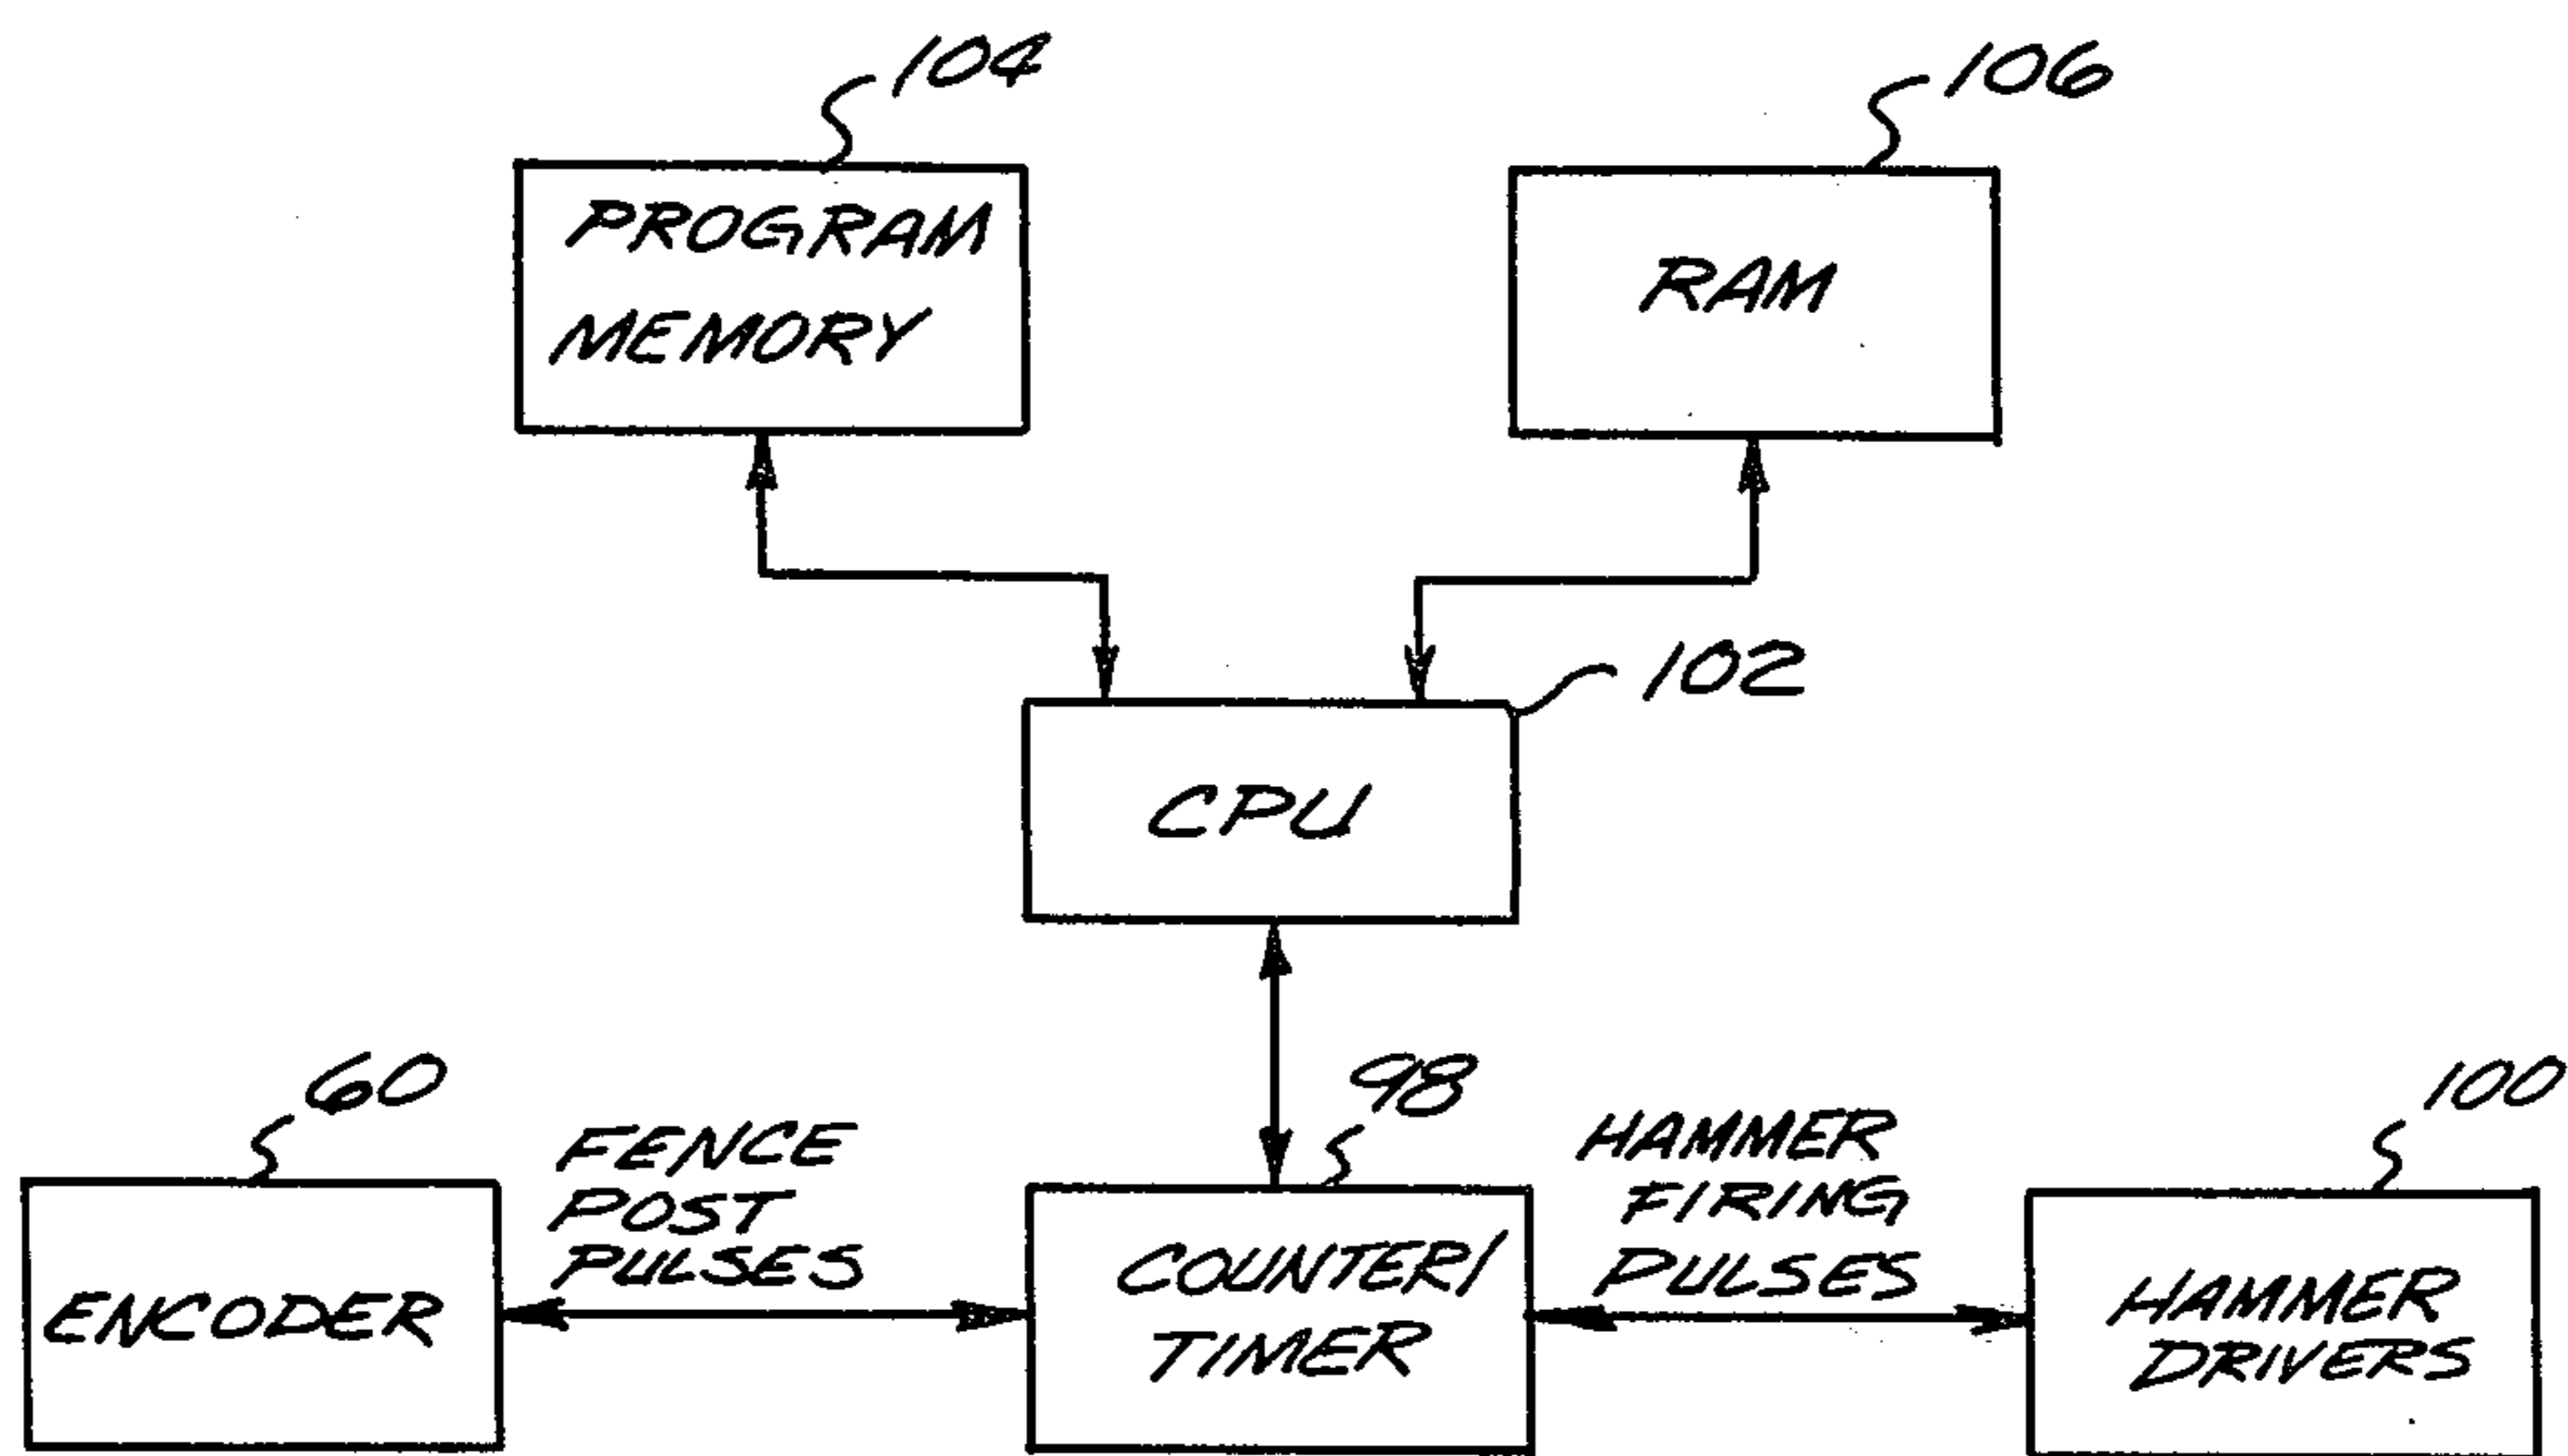 104
106
PROGRAM
MEMORY
RAM
102
CPU
60
98
100
FENCE
POST
PULSES
HAMMER
FIRING
PULSES
ENCODER
COUNTER/
TIMER
HAMMER
DRIVERS